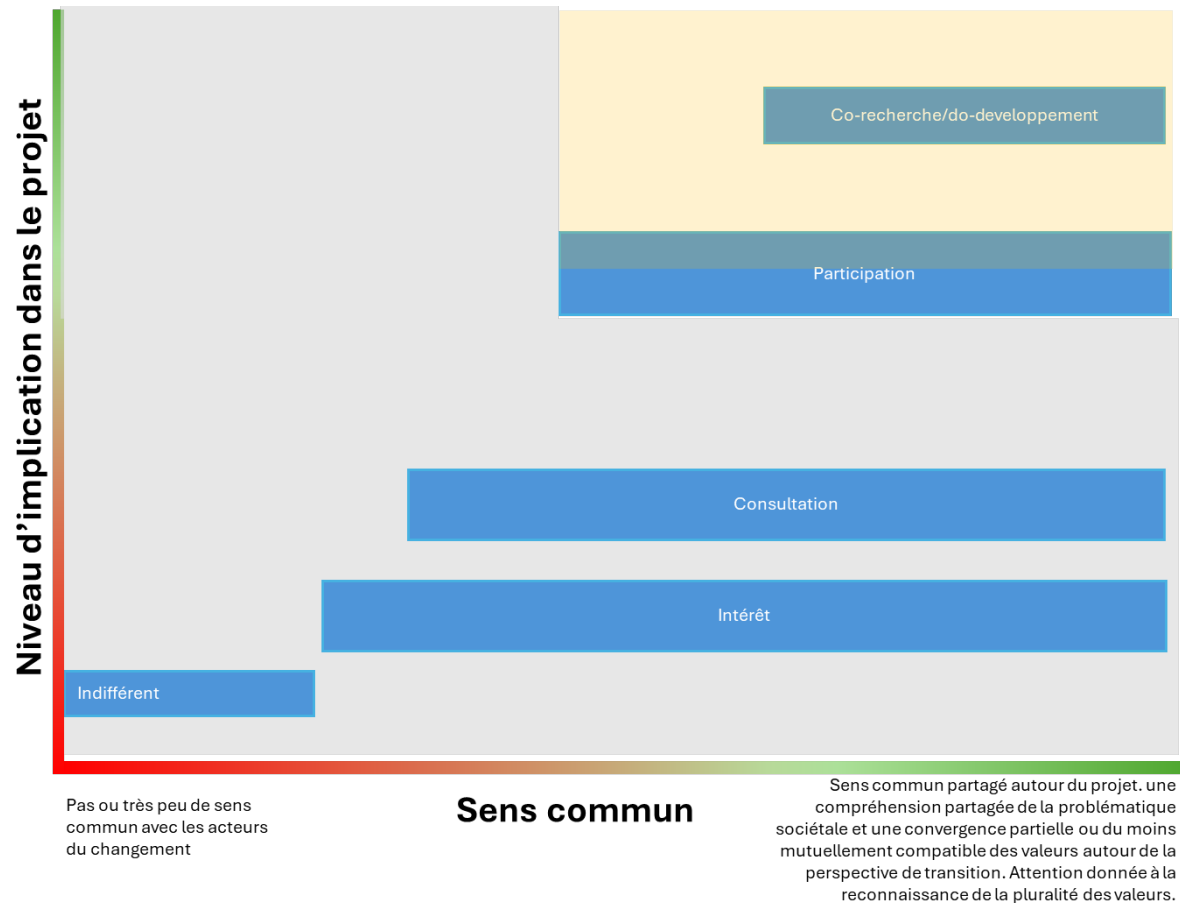 Niveau d’implication dans le projet
Co-recherche/do-developpement
Participation
Consultation
Intérêt
Indifférent
Pas ou très peu de sens
commun avec les acteurs
du changement
Sens commun
Sens commun partagé autour du projet. une
compréhension partagée de la problématique
sociétale et une convergence partielle ou du moins
mutuellement compatible des valeurs autour de la
perspective de transition. Attention donnée à la
reconnaissance de la pluralité des valeurs.